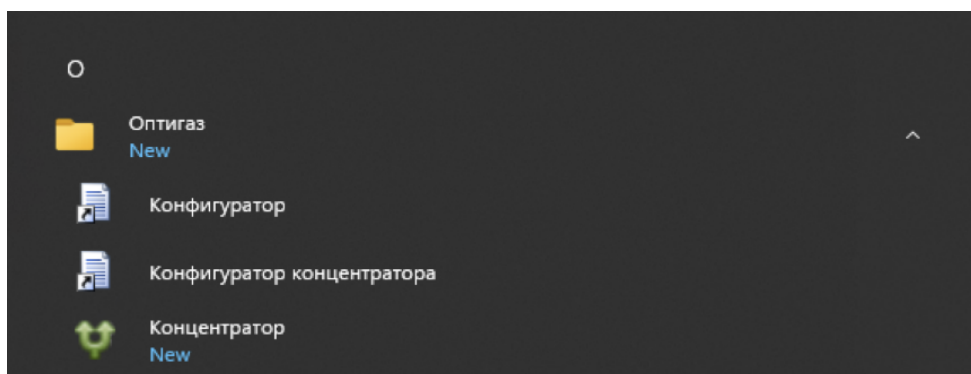 О
Оптигаз
New
Конфигуратор
Конфигуратор концентратора
Концентратор
New